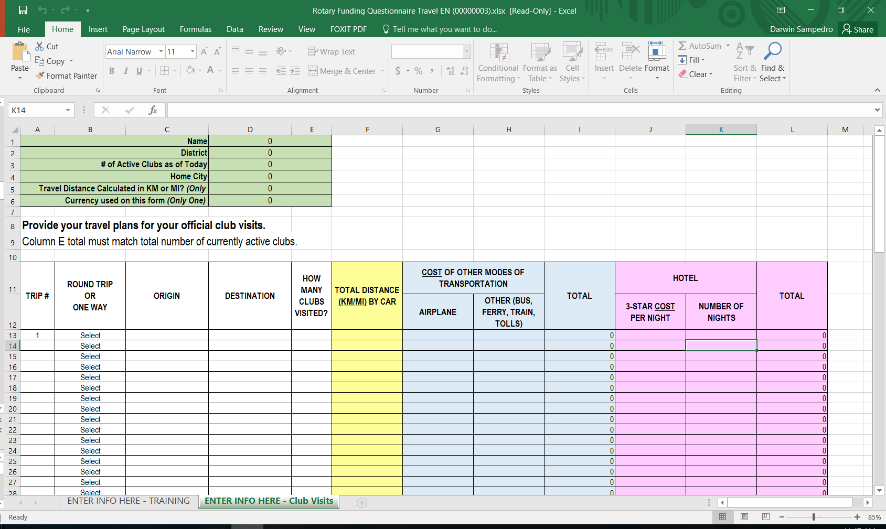 Rotary Funding Questionnaire Travel EN (00000003).xlsx [Read-Only] - Excel
File Home Insert Page Layout Formulas Data Review View FOXIT PDF Tell me what you want to do... Darwin Sampedro Share
Paste Cut Copy Format Painter
Arial Narrow 11
B I U
Wrap Text
Merge & Center
$ % ,
Conditional Formatting
Format as Table
Cell Styles
Insert Delete Format
AutoSum
Fill
Clear
Sort & Filter
Find & Select
Clipboard Font Alignment Number Styles Cells Editing
K14 fx
A B C D E F G H I J K L M
1 Name 0
2 District 0
3 # of Active Clubs as of Today 0
4 Home City 0
5 Travel Distance Calculated in KM or MI? (Only 0
6 Currency used on this form (Only One) 0
7
8 Provide your travel plans for your official club visits.
9 Column E total must match total number of currently active clubs.
10
11
12
TRIP #
ROUND TRIP
OR
ONE WAY
ORIGIN
DESTINATION
HOW
MANY
CLUBS
VISITED?
TOTAL DISTANCE
(KM/MI) BY CAR
COST OF OTHER MODES OF
TRANSPORTATION
AIRPLANE
OTHER (BUS,
FERRY, TRAIN,
TOLLS)
TOTAL
HOTEL
3-STAR COST
PER NIGHT
NUMBER OF
NIGHTS
TOTAL
13 1 Select 0 0
14 Select 0 0
15 Select 0 0
16 Select 0 0
17 Select 0 0
18 Select 0 0
19 Select 0 0
20 Select 0 0
21 Select 0 0
22 Select 0 0
23 Select 0 0
24 Select 0 0
25 Select 0 0
26 Select 0 0
27 Select 0 0
28 Select 0 0
ENTER INFO HERE - TRAINING ENTER INFO HERE - Club Visits
Ready 85%